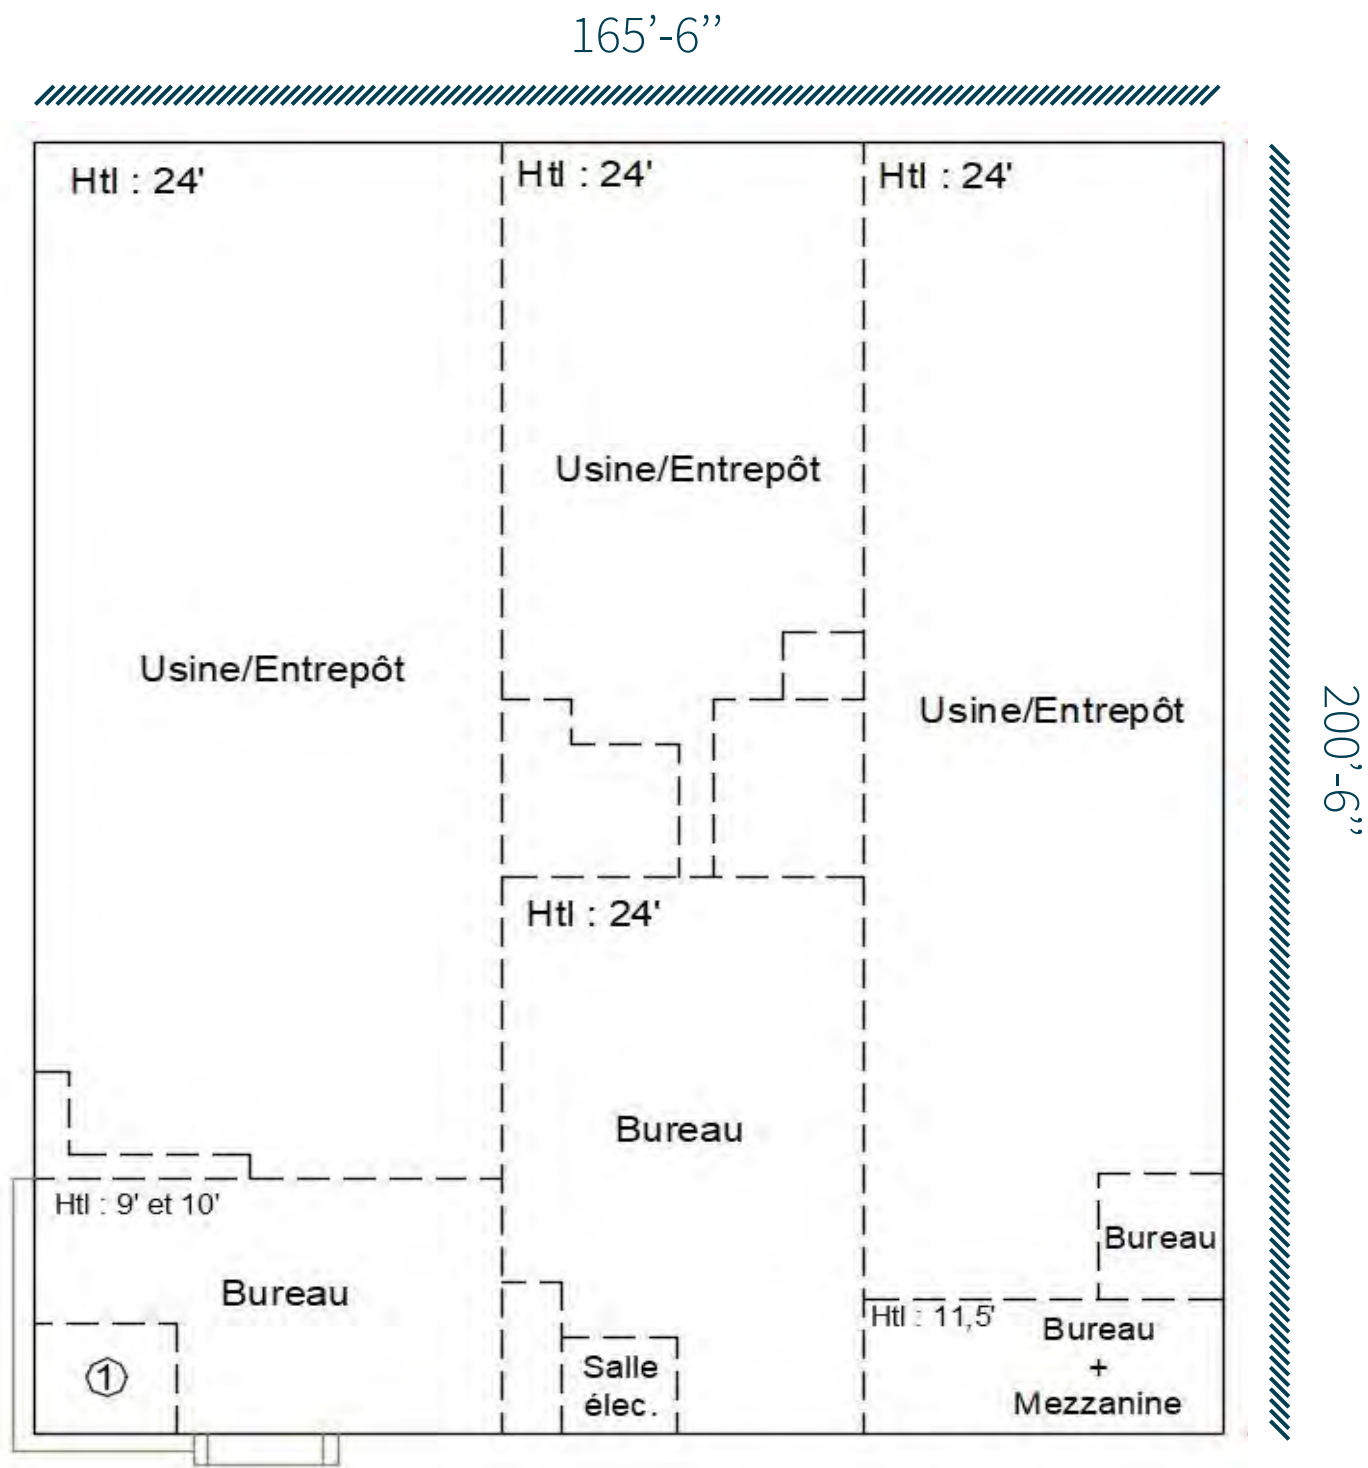 165’-6’’
Htl : 24'
Htl : 24'
Htl : 24'
Usine/Entrepôt
Usine/Entrepôt
Usine/Entrepôt
200’-6’’
Htl : 24'
Bureau
Htl : 9' et 10'
Bureau
Bureau
Htl : 11,5'
Bureau
+
Mezzanine
Salle
élec.
1